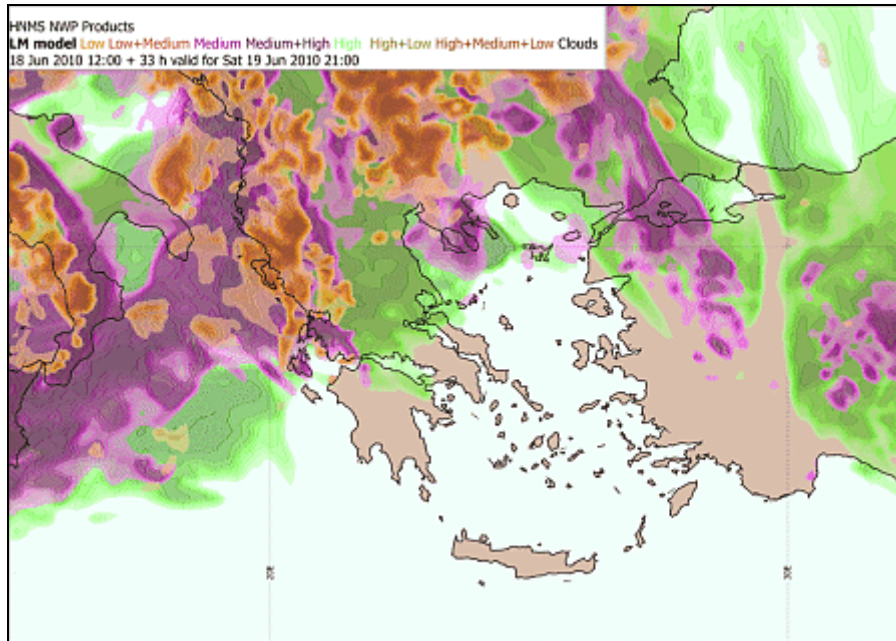 HNMS NWP Products
LM model Low Low+Medium Medium Medium+High High High+Low High+Medium+Low Clouds
18 Jun 2010 12:00 + 33 h valid for Sat 19 Jun 2010 21:00